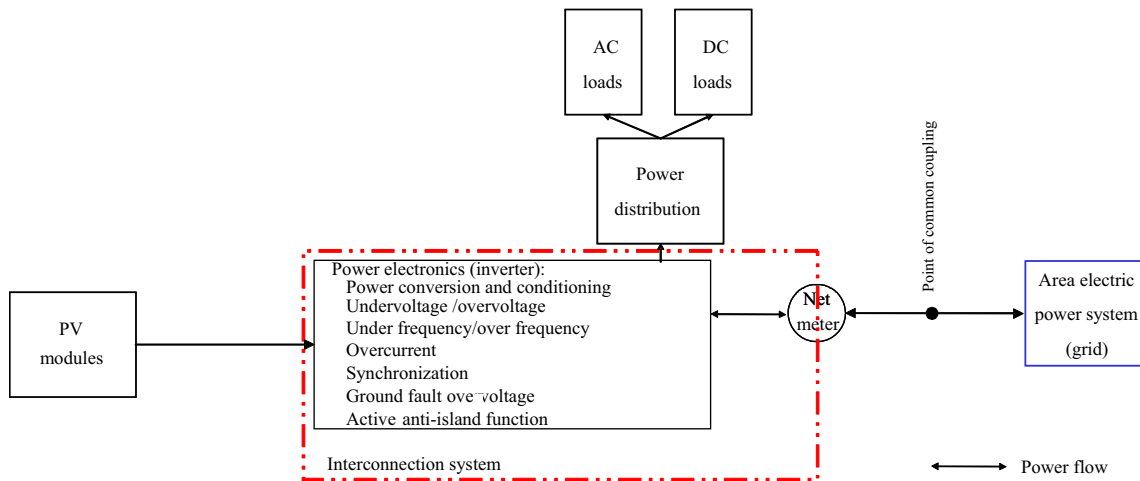 AC
loads
DC
loads
Power
distribution
Point of common coupling
Power electronics (inverter):
Power conversion and conditioning
Undervoltage /overvoltage
Under frequency/over frequency
Overcurrent
Synchronization
Ground fault overvoltage
Active anti-island function
Interconnection system
PV
modules
Net
meter
Area electric
power system
(grid)
Power flow